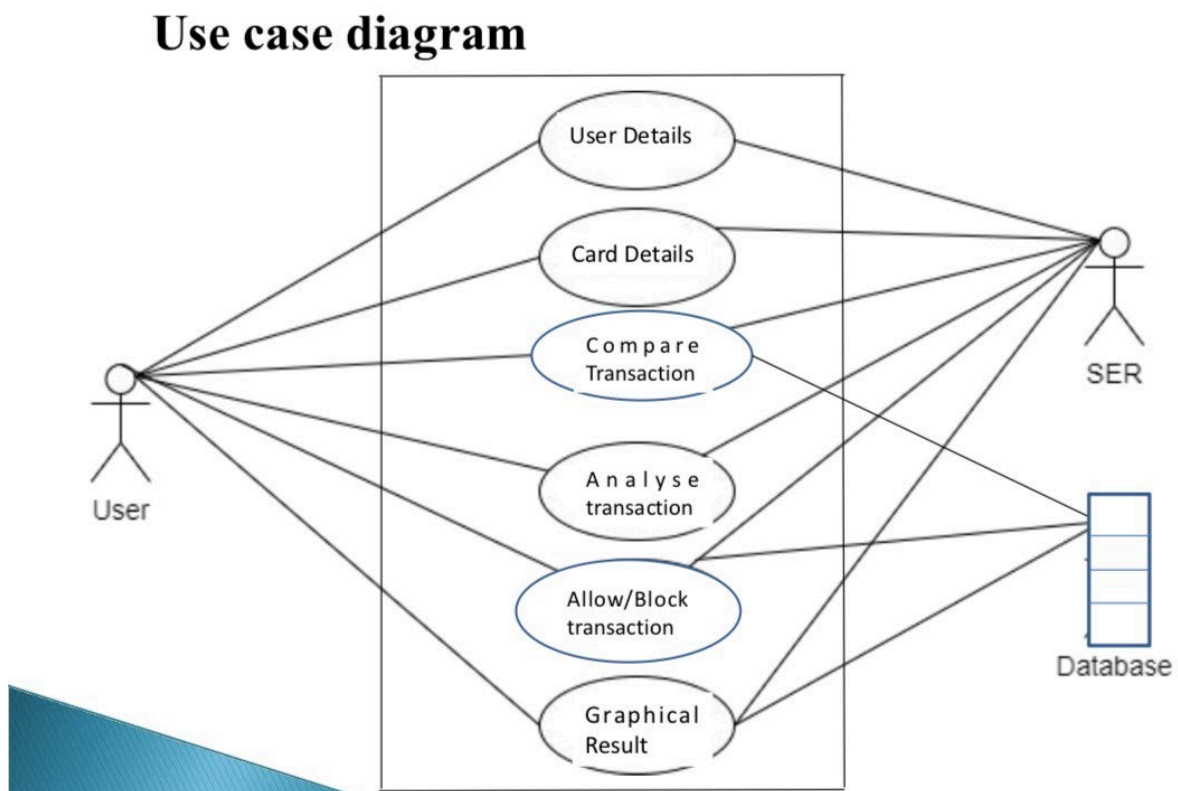 Use case diagram
User Details
Card Details
Compare
Transaction
Analyse
transaction
Allow/Block
transaction
Graphical
Result
User
SER
Database